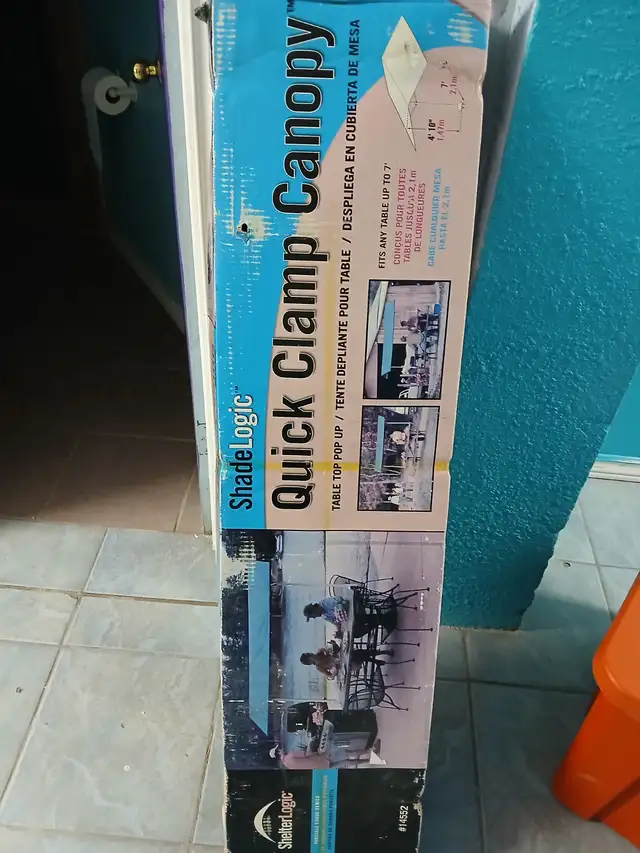 ShadeLogic™
Quick Clamp Canopy™
TABLE TOP POP UP / TENTE DEPLIANTE POUR TABLE / DESPLIEGA EN CUBIERTA DE MESA
FITS ANY TABLE UP TO 7'
CONCUS POUR TOUTES
TABLES JUSQU'A 2,1m
DE LONGUEURES
CABE CUALQUIER MESA
HASTA EL 2,1m
7'
2,1m
4' 10"
1,47m
ShelterLogic
#14552